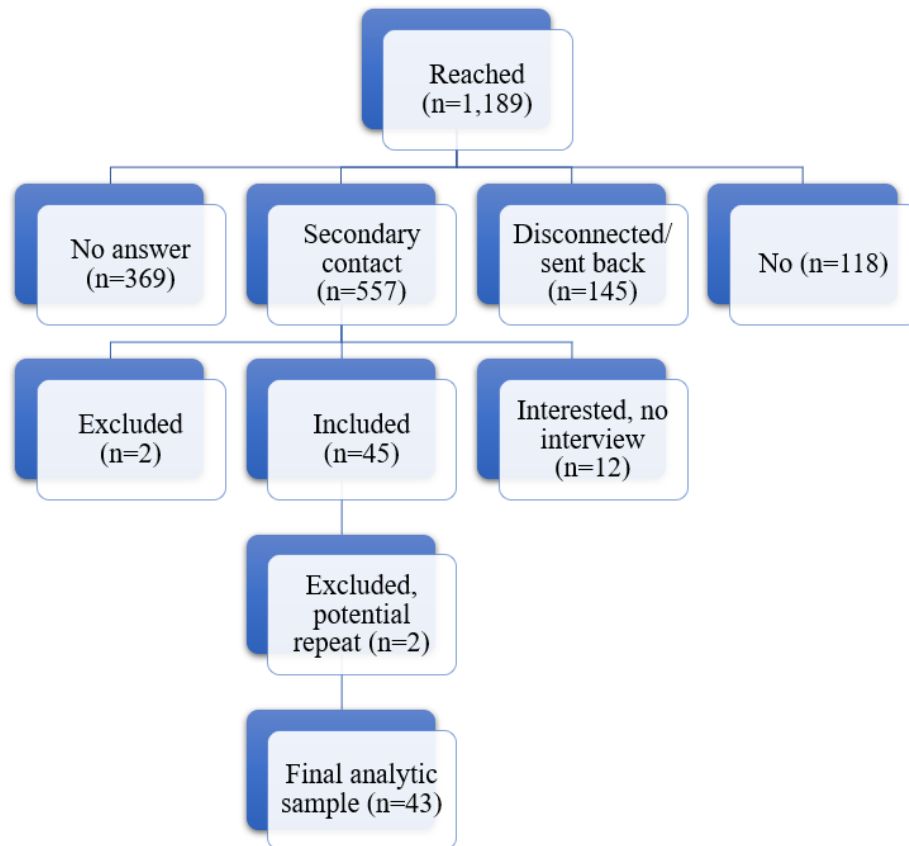 Reached
(n=1,189)
No answer
(n=369)
Secondary
contact
(n=557)
Disconnected/
sent back
(n=145)
No (n=118)
Excluded
(n=2)
Included
(n=45)
Interested, no
interview
(n=12)
Excluded,
potential
repeat (n=2)
Final analytic
sample (n=43)